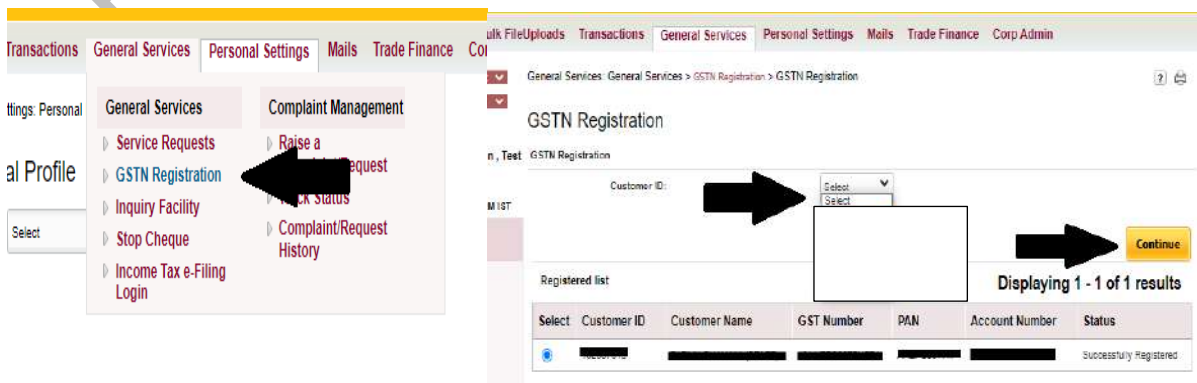 Transactions General Services Personal Settings Mails Trade Finance
ttings: Personal
al Profile
Select
General Services
Service Requests
GSTN Registration
Inquiry Facility
Stop Cheque
Income Tax e-Filing
Login
Complaint Management
Raise a
Status
Complaint/Request
History
ulk FileUploads Transactions General Services Personal Settings Mails Trade Finance Corp Admin
General Services: General Services > GSTN Registration > GSTN Registration
?
GSTN Registration
n , Test GSTN Registration
Customer ID:
Select
Select
M IST
Continue
Registered list
Displaying 1 - 1 of 1 results
Select Customer ID Customer Name GST Number PAN Account Number Status
Successfully Registered